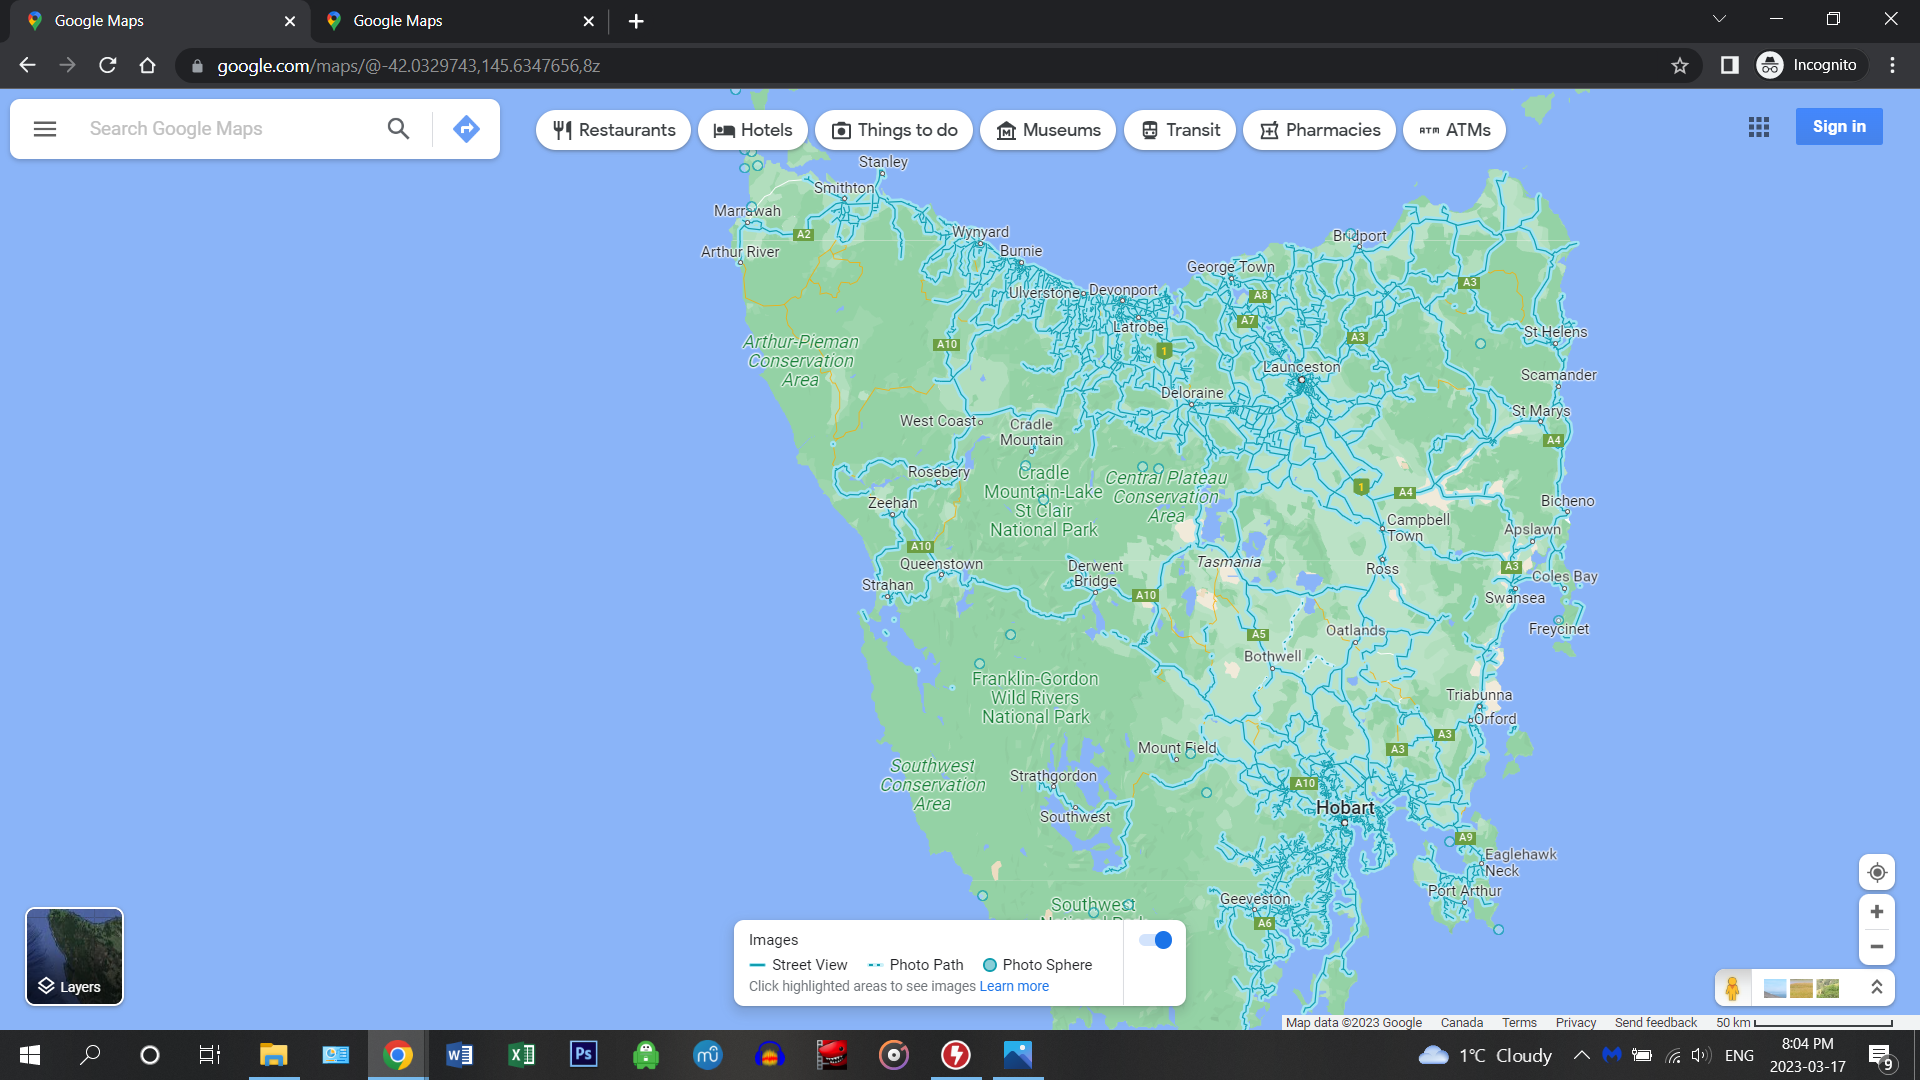 Google Maps
Google Maps
google.com/maps/@-42.0329743,145.6347656,8z
Incognito
Search Google Maps
Restaurants
Hotels
Things to do
Museums
Transit
Pharmacies
ATM ATMs
Sign in
Stanley
Smithton
Marrawah
A2
Arthur River
Wynyard
Burnie
Bridport
George Town
Ulverstone
Devonport
A8
A3
Latrobe
A7
St Helens
Arthur-Pieman
Conservation
Area
A10
1
A3
Launceston
Scamander
Deloraine
St Marys
West Coast
Cradle
Mountain
A4
Rosebery
Cradle
Mountain-Lake
St Clair
National Park
Central Plateau
Conservation
Area
1
A4
Zeehan
Bicheno
Campbell
Town
Apslawn
A10
Queenstown
Derwent
Bridge
Tasmania
Ross
A3
Coles Bay
Strahan
A10
Swansea
A5
Oatlands
Freycinet
Bothwell
Franklin-Gordon
Wild Rivers
National Park
Triabunna
Orford
A3
A3
Mount Field
Southwest
Conservation
Area
Strathgordon
A10
Hobart
Southwest
A9
Eaglehawk
Neck
Port Arthur
Geeveston
Southwest
A6
Images
Street View
Photo Path
Photo Sphere
Click highlighted areas to see images Learn more
Layers
Map data ©2023 Google
Canada
Terms
Privacy
Send feedback
50 km
1°C Cloudy
ENG
8:04 PM
2023-03-17
9